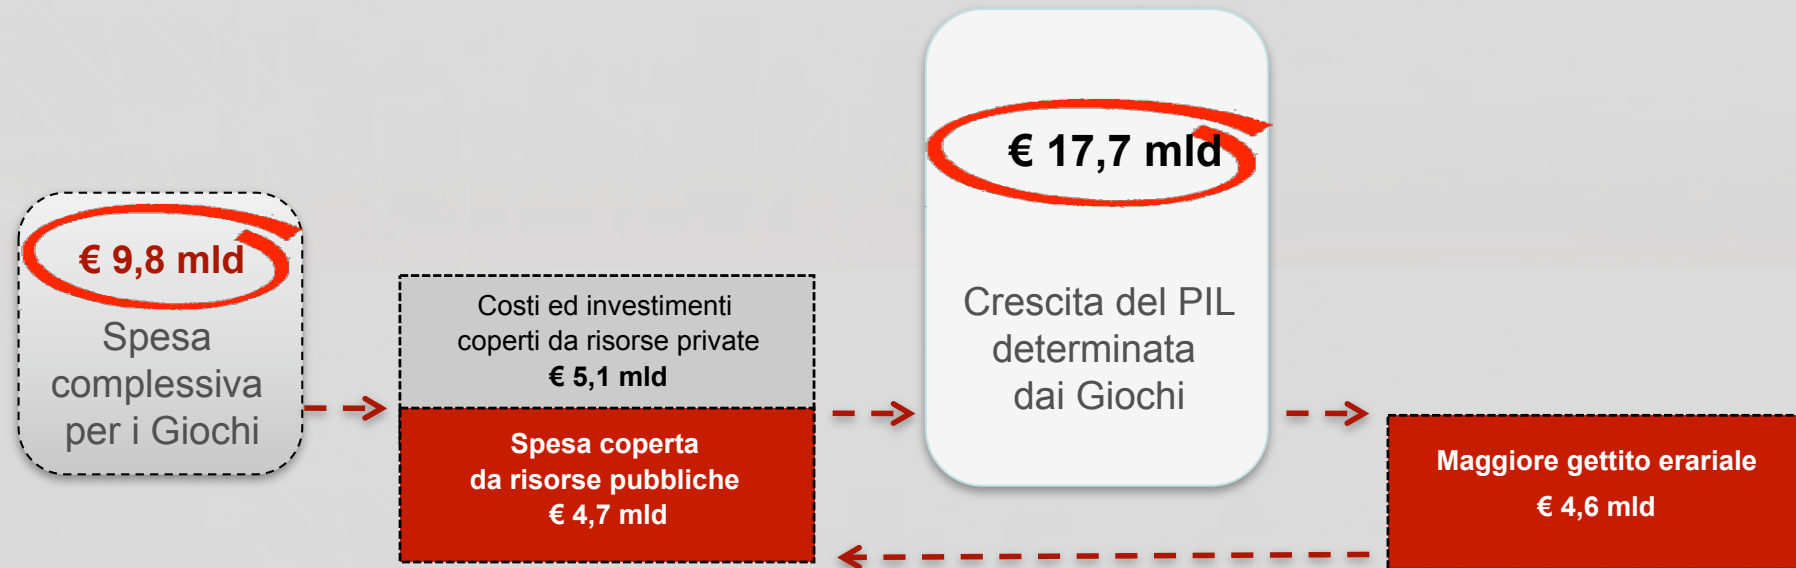 € 9,8 mld
Spesa
complessiva
per i Giochi
Costi ed investimenti
coperti da risorse private
€ 5,1 mld
Spesa coperta
da risorse pubbliche
€ 4,7 mld
€ 17,7 mld
Crescita del PIL
determinata
dai Giochi
Maggiore gettito erariale
€ 4,6 mld